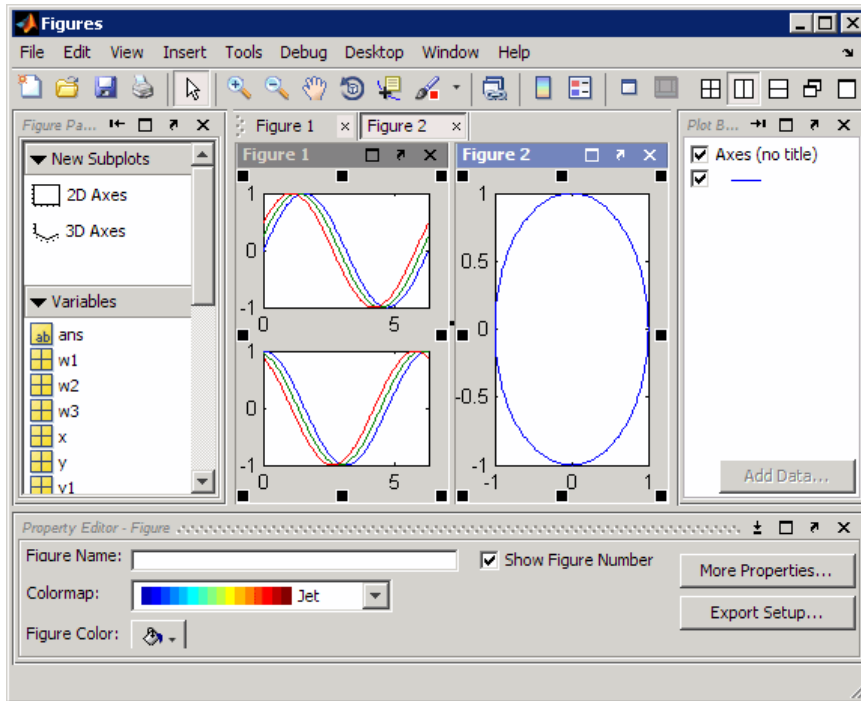 Figures
File Edit View Insert Tools Debug Desktop Window Help
Figure Pa...
New Subplots
2D Axes
3D Axes
Variables
ab ans
w1
w2
w3
x
y
y1
Figure 1 Figure 2
Figure 1
1
0
-1
0 5
1
0
-1
0 5
Figure 2
1
0.5
0
-0.5
-1
-1 0 1
Plot B...
Axes (no title)
Add Data...
Property Editor - Figure
Figure Name:
Show Figure Number
More Properties...
Colormap: Jet
Export Setup...
Figure Color: